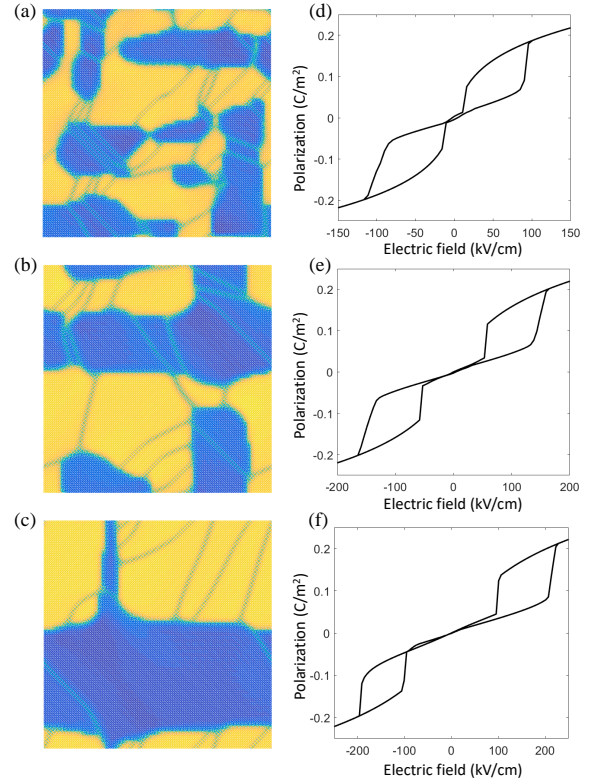 (a)
(d)
0.2
0.1
0
-0.1
-0.2
Polarization (C/m²)
-150 -100 -50 0 50 100 150
Electric field (kV/cm)
(b)
(e)
0.2
0.1
0
-0.1
-0.2
Polarization (C/m²)
-200 -100 0 100 200
Electric field (kV/cm)
(c)
(f)
0.2
0.1
0
-0.1
-0.2
Polarization (C/m²)
-200 -100 0 100 200
Electric field (kV/cm)